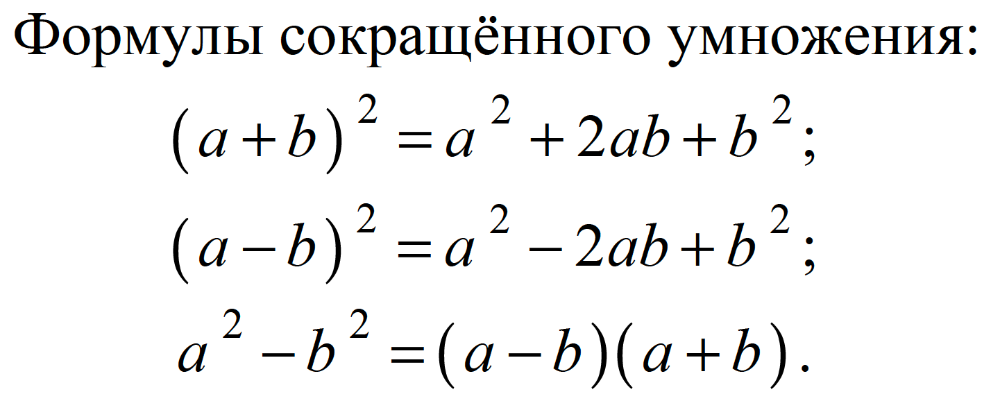 Формулы сокращённого умножения:
(a + b)² = a² + 2ab + b²;
(a − b)² = a² − 2ab + b²;
a² − b² = (a − b)(a + b).